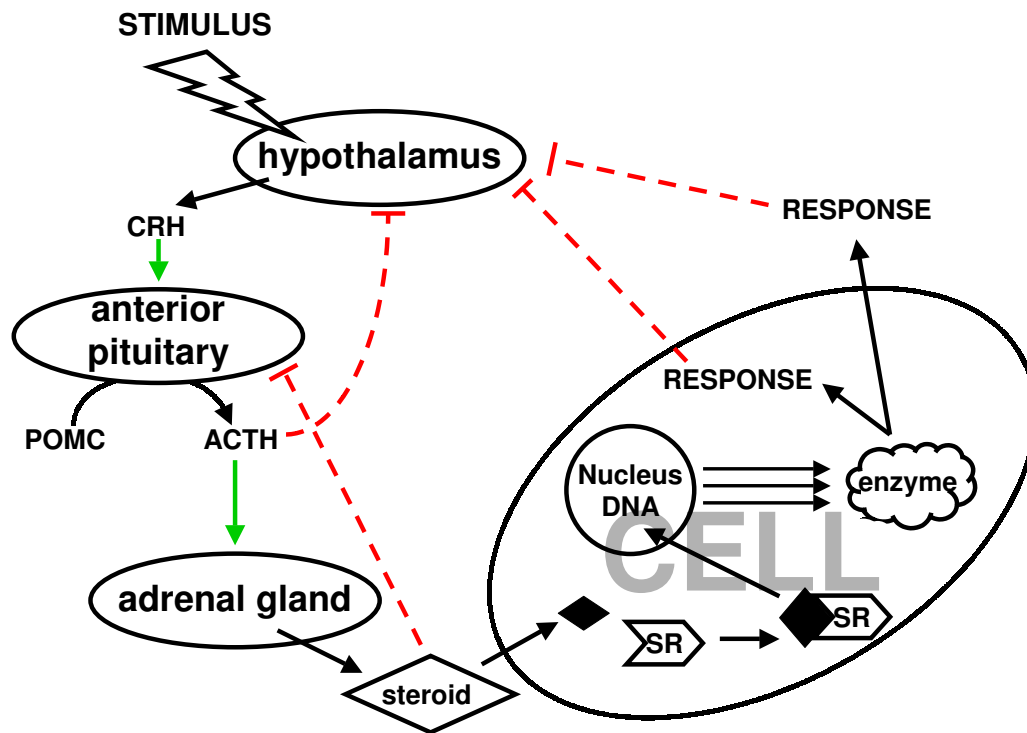 STIMULUS
hypothalamus
CRH
RESPONSE
anterior
pituitary
RESPONSE
POMC
ACTH
Nucleus
DNA
enzyme
CELL
adrenal gland
SR
SR
steroid